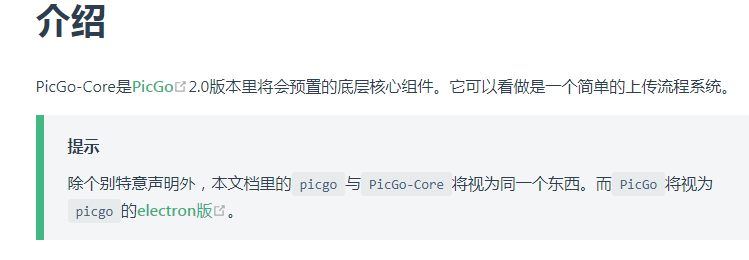 介绍
PicGo-Core是PicGo2.0版本里将会预置的底层核心组件。它可以看做是一个简单的上传流程系统。
提示
除个别特意声明外，本文档里的 picgo 与 PicGo-Core 将视为同一个东西。而 PicGo 将视为
picgo 的electron版。